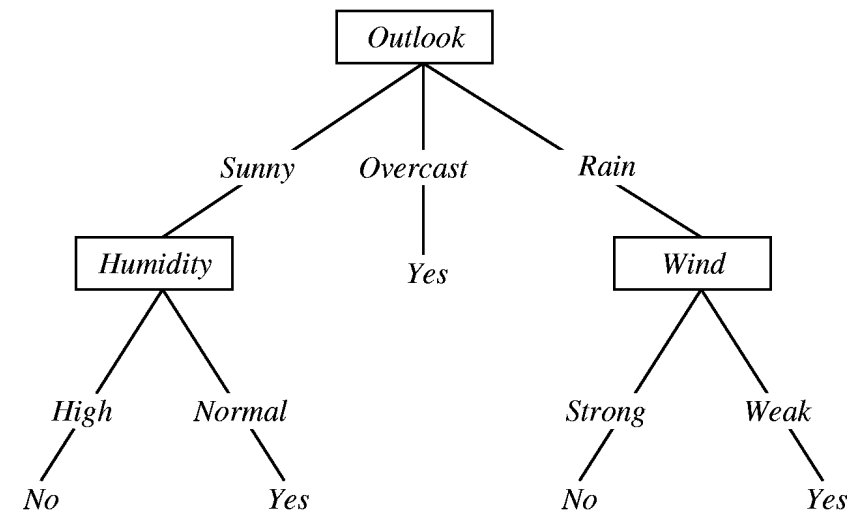 Outlook
Sunny Overcast Rain
Humidity Yes Wind
High Normal Strong Weak
No Yes No Yes